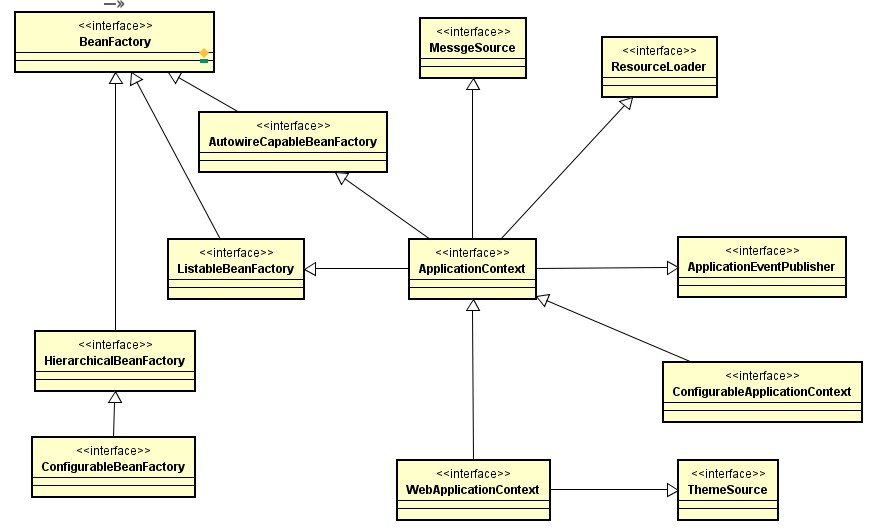 <<interface>>
BeanFactory
<<interface>>
MessgeSource
<<interface>>
ResourceLoader
<<interface>>
AutowireCapableBeanFactory
<<interface>>
ListableBeanFactory
<<interface>>
ApplicationContext
<<interface>>
ApplicationEventPublisher
<<interface>>
HierarchicalBeanFactory
<<interface>>
ConfigurableApplicationContext
<<interface>>
ConfigurableBeanFactory
<<interface>>
WebApplicationContext
<<interface>>
ThemeSource